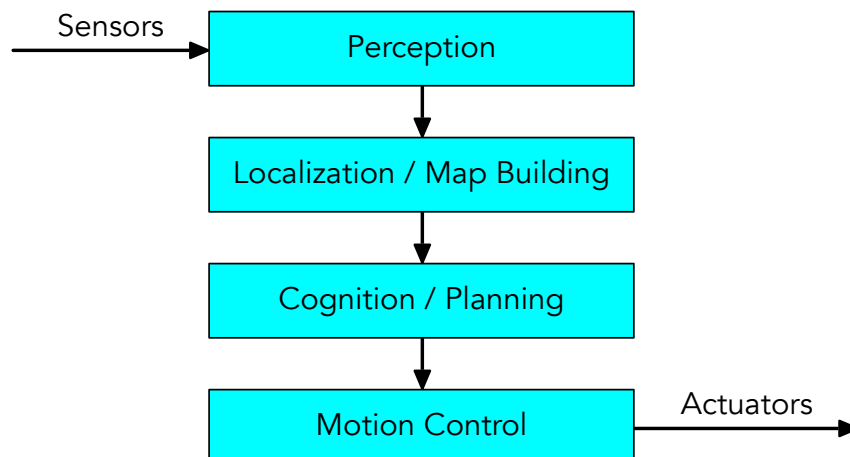 Sensors
Perception
Localization / Map Building
Cognition / Planning
Actuators
Motion Control